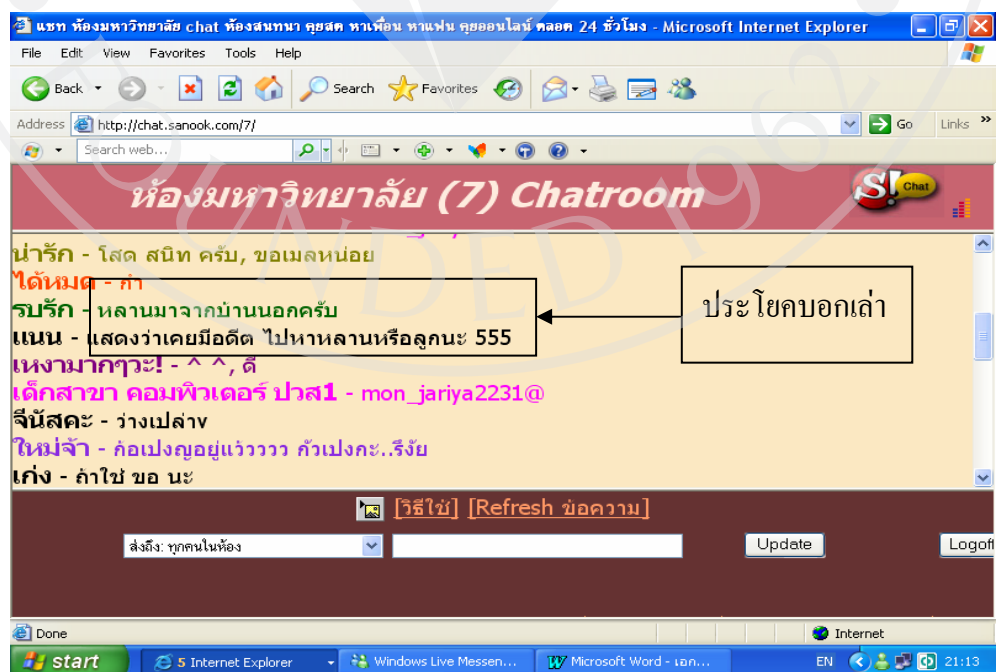 แชท ห้องมหาวิทยาลัย chat ห้องสนทนา คุยสด หาเพื่อน หาแฟน คุยออนไลน์ ตลอด 24 ชั่วโมง - Microsoft Internet Explorer
File Edit View Favorites Tools Help
Back Search Favorites
Address http://chat.sanook.com/7/ Go Links »
Search web...
ห้องมหาวิทยาลัย (7) Chatroom S! Chat
น่ารัก - โสด สนิท ครับ, ขอเมลหน่อย
ได้หมด - กำ
รบรัก - หลานมาจากบ้านนอกครับ
แนน - แสดงว่าเคยมีอดีต ไปหาหลานหรือลูกนะ 555
เหงามากๆวะ! - ^ ^, ดี
เด็กสาขา คอมพิวเตอร์ ปวส1 - mon_jariya2231@
จีนัสคะ - ว่างเปล่าv
ใหม่จ้า - ก้อเปงญอยู่แว้วววว กัวเปงกะ..รึงัย
เก่ง - ถ้าใช่ ขอ นะ
ประโยคบอกเล่า
[วิธีใช้] [Refresh ข้อความ]
ส่งถึง: ทุกคนในห้อง Update Logoff
Done Internet
start 5 Internet Explorer Windows Live Messen... Microsoft Word - เอก... EN 21:13
UNDED 1962